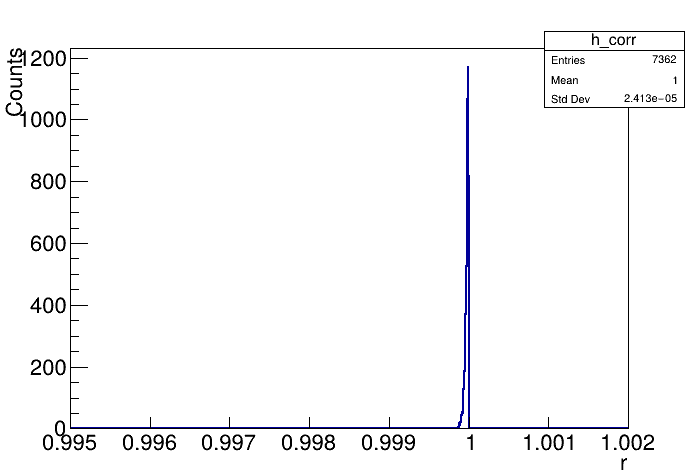 h_corr
Entries 7362
Mean 1
Std Dev 2.413e−05
Counts
1200
1000
800
600
400
200
0
0.995 0.996 0.997 0.998 0.999 1 1.001 1.002
r